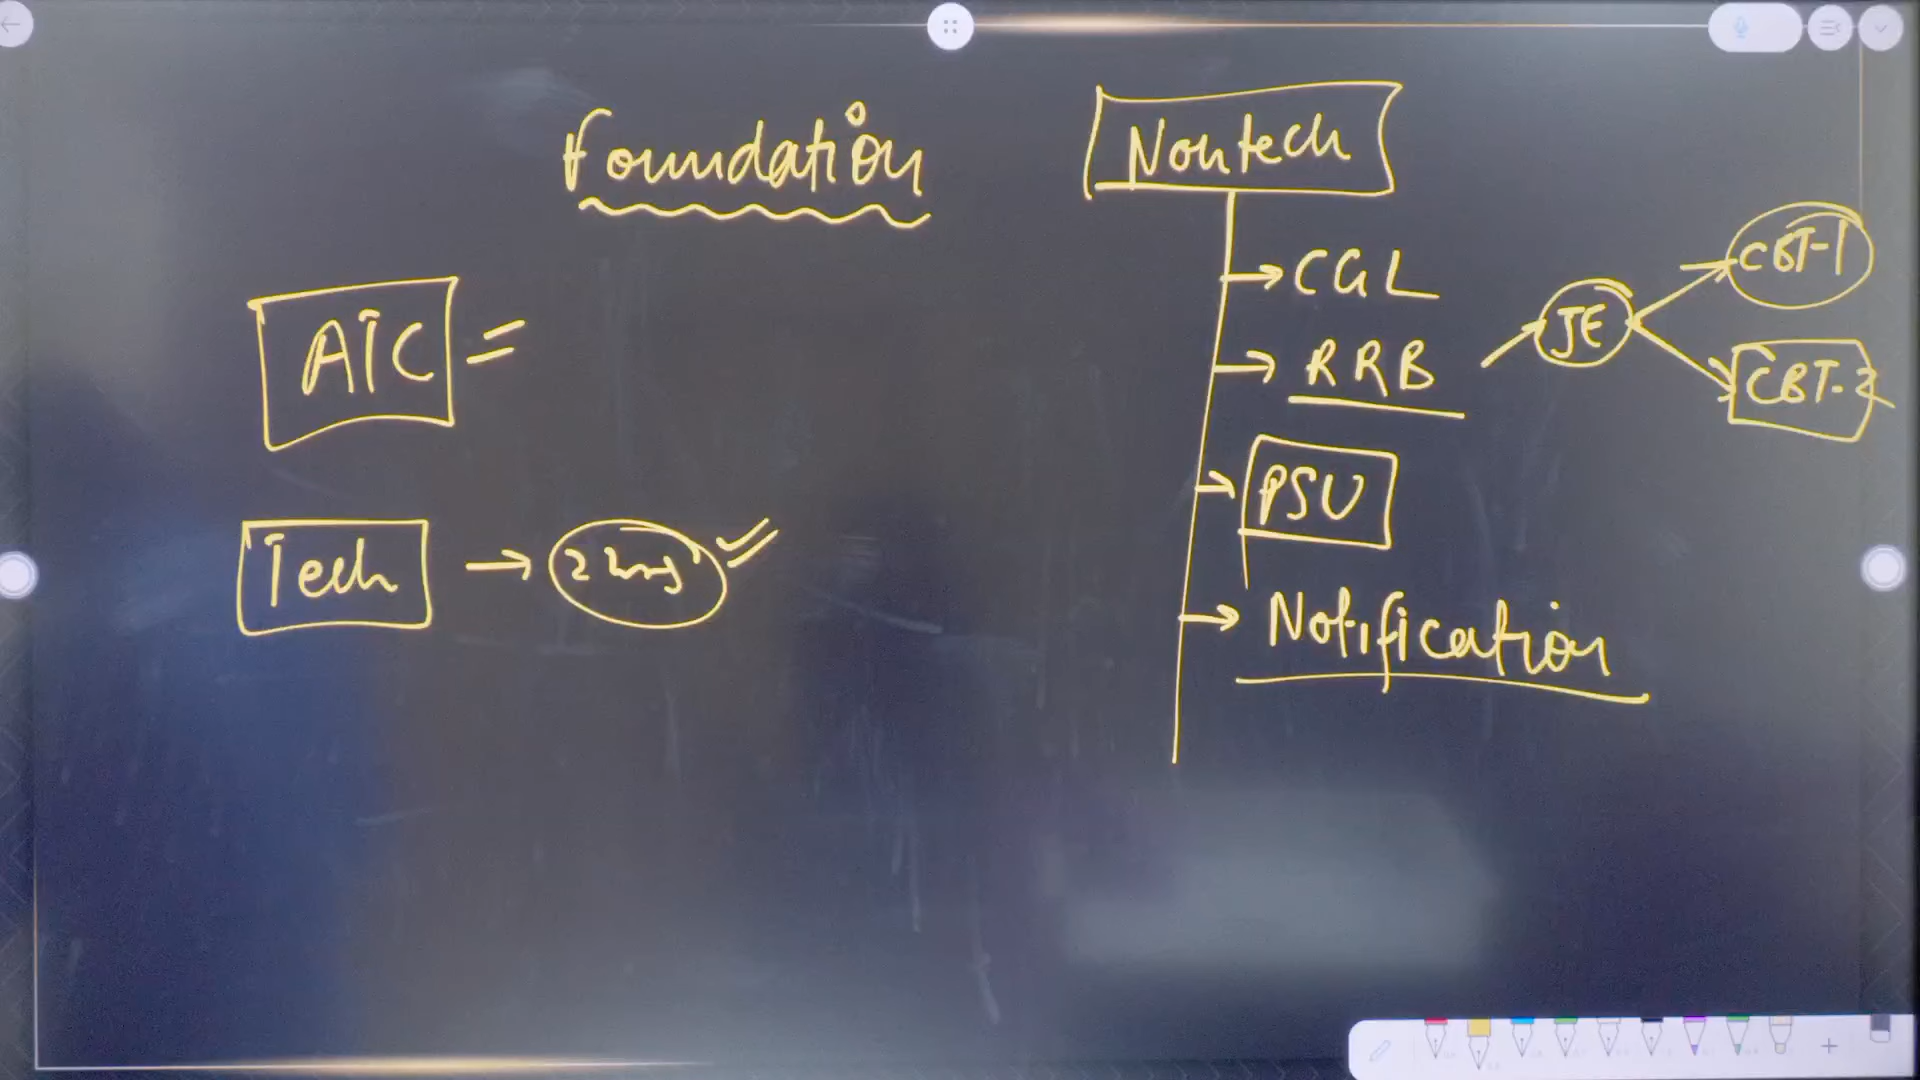 Foundation
Nontech
CGL
RRB
JE
CBT-1
CBT-2
PSU
Notification
AIC =
Tech → 2 hrs